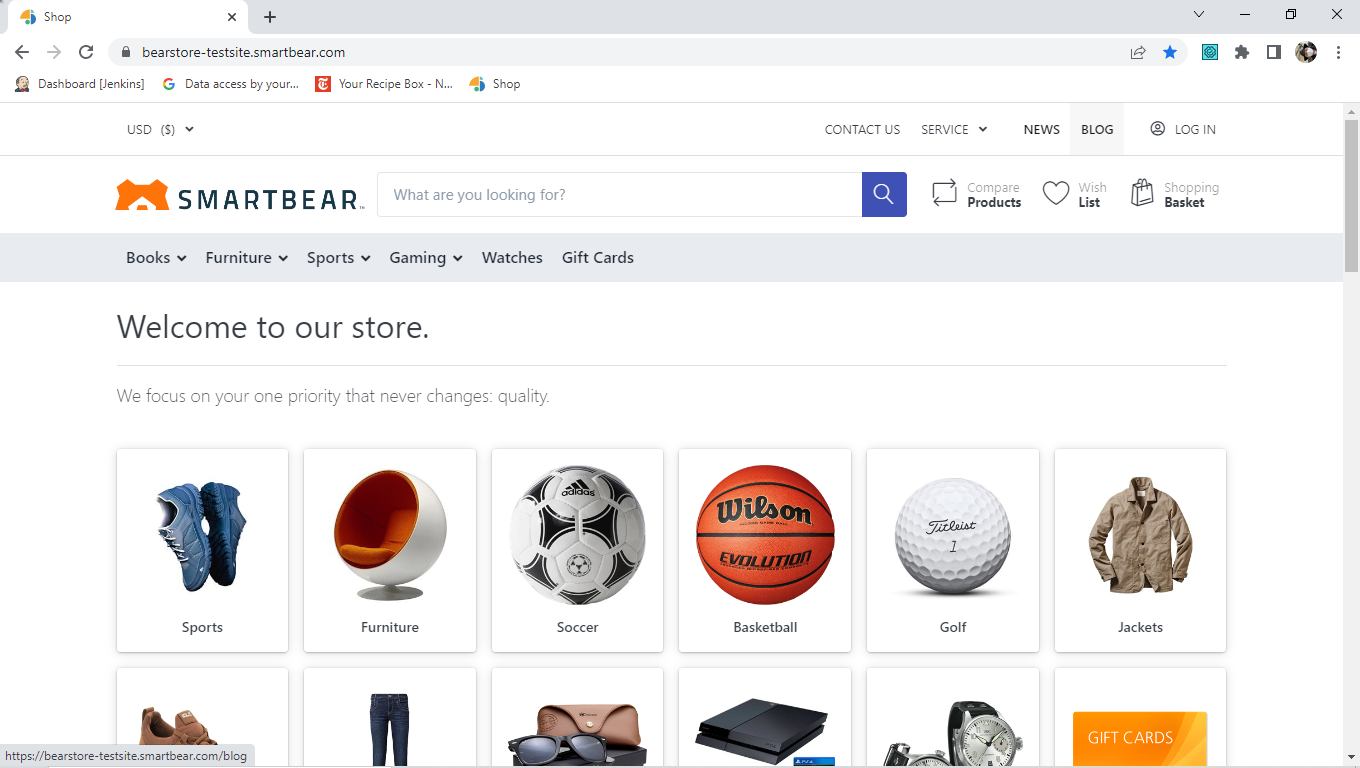 Shop
bearstore-testsite.smartbear.com
Dashboard [Jenkins] Data access by your... Your Recipe Box - N... Shop
USD ($) CONTACT US SERVICE NEWS BLOG LOG IN
SMARTBEAR™
What are you looking for?
Compare Products
Wish List
Shopping Basket
Books Furniture Sports Gaming Watches Gift Cards
Welcome to our store.
We focus on your one priority that never changes: quality.
adidas
Wilson
EVOLUTION
Titleist
1
Sports Furniture Soccer Basketball Golf Jackets
PS4
GIFT CARDS
https://bearstore-testsite.smartbear.com/blog